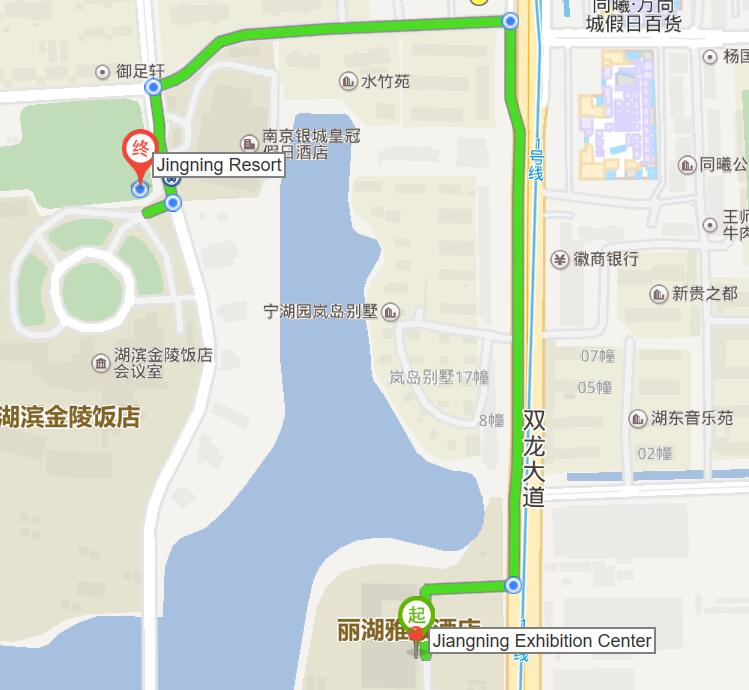 同曦·万尚
城假日百货
杨国
御足轩
水竹苑
南京银城皇冠
假日酒店
1号线
终
Jingning Resort
同曦公
王师
牛肉
徽商银行
新贵之都
宁湖园岚岛别墅
湖滨金陵饭店
会议室
07幢
岚岛别墅17幢
05幢
湖滨金陵饭店
8幢
双龙大道
湖东音乐苑
02幢
起
丽湖雅
酒店
Jiangning Exhibition Center
线